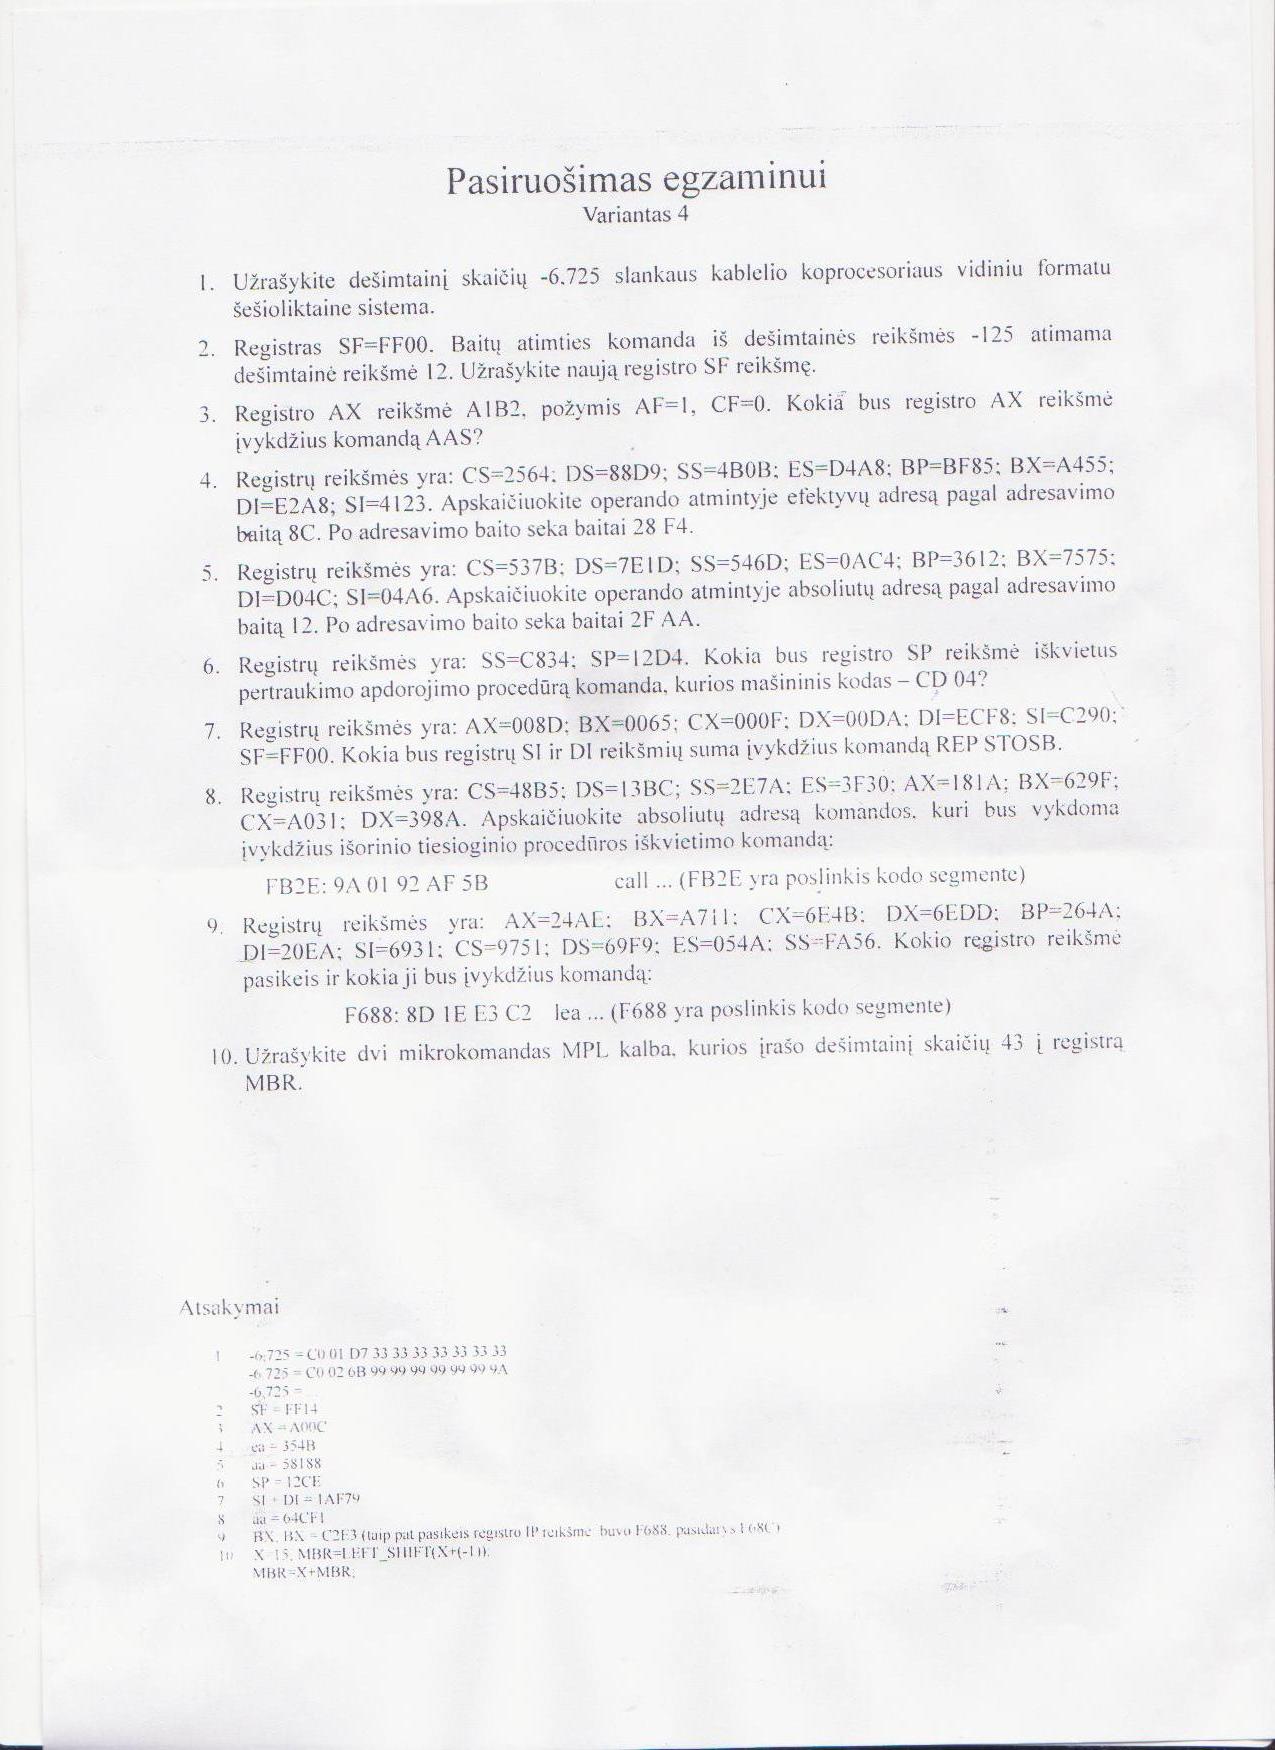 Pasiruošimas egzaminui
Variantas 4
1. Užrašykite dešimtainį skaičių -6.725 slankaus kablelio koprocesoriaus vidiniu formatu
šešioliktaine sistema.
2. Registras SF=FF00. Baitų atimties komanda iš dešimtainės reikšmės -125 atimama
dešimtainė reikšmė 12. Užrašykite naują registro SF reikšmę.
3. Registro AX reikšmė A1B2, požymis AF=1, CF=0. Kokia bus registro AX reikšmė
įvykdžius komandą AAS?
4. Registrų reikšmės yra: CS=2564; DS=88D9; SS=4B0B; ES=D4A8; BP=BF85; BX=A455;
DI=E2A8; SI=4123. Apskaičiuokite operando atmintyje efektyvų adresą pagal adresavimo
baitą 8C. Po adresavimo baito seka baitai 28 F4.
5. Registrų reikšmės yra: CS=537B; DS=7E1D; SS=546D; ES=0AC4; BP=3612; BX=7575;
DI=D04C; SI=04A6. Apskaičiuokite operando atmintyje absoliutų adresą pagal adresavimo
baitą 12. Po adresavimo baito seka baitai 2F AA.
6. Registrų reikšmės yra: SS=C834; SP=12D4. Kokia bus registro SP reikšmė iškvietus
pertraukimo apdorojimo procedūrą komanda, kurios mašininis kodas – CD 04?
7. Registrų reikšmės yra: AX=008D; BX=0065; CX=000F; DX=00DA; DI=ECF8; SI=C290;
SF=FF00. Kokia bus registrų SI ir DI reikšmių suma įvykdžius komandą REP STOSB.
8. Registrų reikšmės yra: CS=48B5; DS=13BC; SS=2E7A; ES=3F30; AX=181A; BX=629F;
CX=A031; DX=398A. Apskaičiuokite absoliutų adresą komandos, kuri bus vykdoma
įvykdžius išorinio tiesioginio procedūros iškvietimo komandą:
FB2E: 9A 01 92 AF 5B call ... (FB2E yra poslinkis kodo segmente)
9. Registrų reikšmės yra: AX=24AE; BX=A711; CX=6E4B; DX=6EDD; BP=264A;
DI=20EA; SI=6931; CS=9751; DS=69F9; ES=054A; SS=FA56. Kokio registro reikšmė
pasikeis ir kokia ji bus įvykdžius komandą:
F688: 8D 1E E3 C2 lea ... (F688 yra poslinkis kodo segmente)
10. Užrašykite dvi mikrokomandas MPL kalba, kurios įrašo dešimtainį skaičių 43 į registrą
MBR.
Atsakymai
1 -6,725 = C0 01 D7 33 33 33 33 33 33 33
-6 725 = C0 02 6B 99 99 99 99 99 99 9A
-6,725 =
2 SF = FF14
3 AX = A00C
4 ea = 354B
5 aa = 58188
6 SP = 12CE
7 SI + DI = 1AF79
8 aa = 64CF1
9 BX, BX = C2E3 (taip pat pasikeis registro IP reikšmė buvo F688, pasidarys F68C)
10 X=15; MBR=LEFT_SHIFT(X+(-1));
MBR=X+MBR;